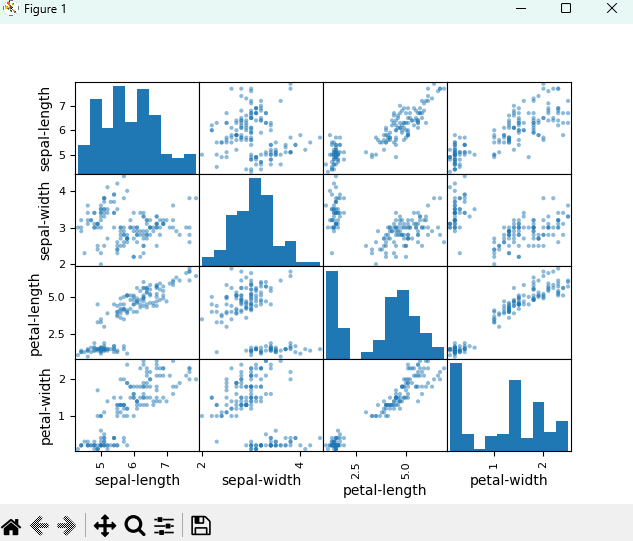 Figure 1
sepal-length
7
6
5
sepal-width
4
3
2
petal-length
5.0
2.5
petal-width
2
1
5 6 7 2 4 2.5 5.0 1 2
sepal-length sepal-width petal-length petal-width